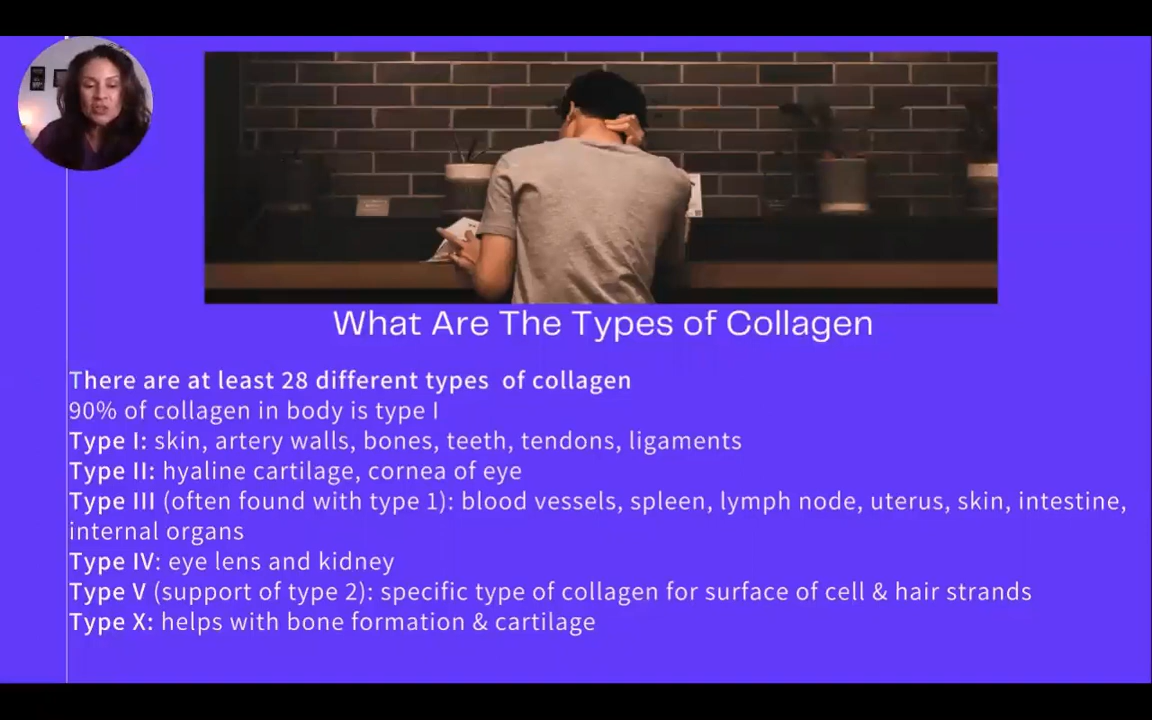 What Are The Types of Collagen
There are at least 28 different types of collagen
90% of collagen in body is type I
Type I: skin, artery walls, bones, teeth, tendons, ligaments
Type II: hyaline cartilage, cornea of eye
Type III (often found with type 1): blood vessels, spleen, lymph node, uterus, skin, intestine,
internal organs
Type IV: eye lens and kidney
Type V (support of type 2): specific type of collagen for surface of cell & hair strands
Type X: helps with bone formation & cartilage